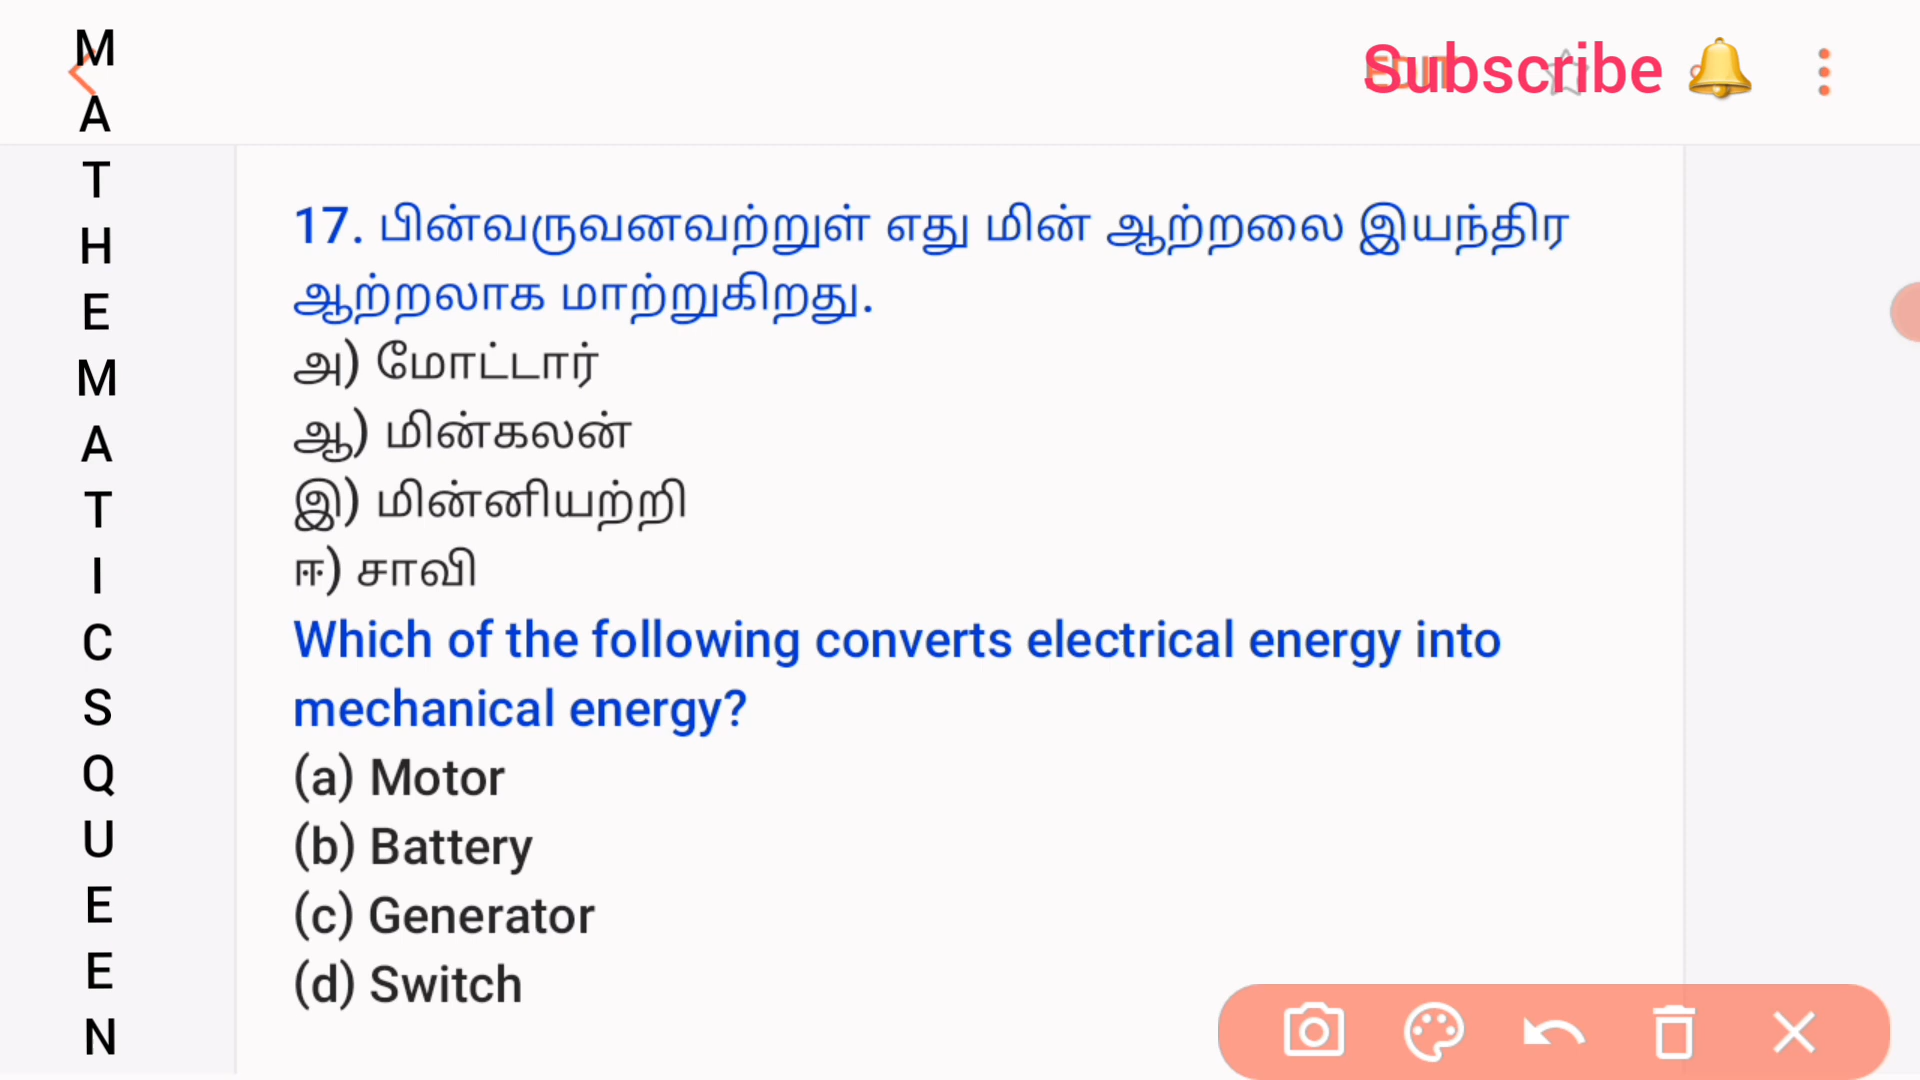 MATHEMATICSQUEEN
Subscribe 🔔
17. பின்வருவனவற்றுள் எது மின் ஆற்றலை இயந்திர
ஆற்றலாக மாற்றுகிறது.
அ) மோட்டார்
ஆ) மின்கலன்
இ) மின்னியற்றி
ஈ) சாவி
Which of the following converts electrical energy into
mechanical energy?
(a) Motor
(b) Battery
(c) Generator
(d) Switch